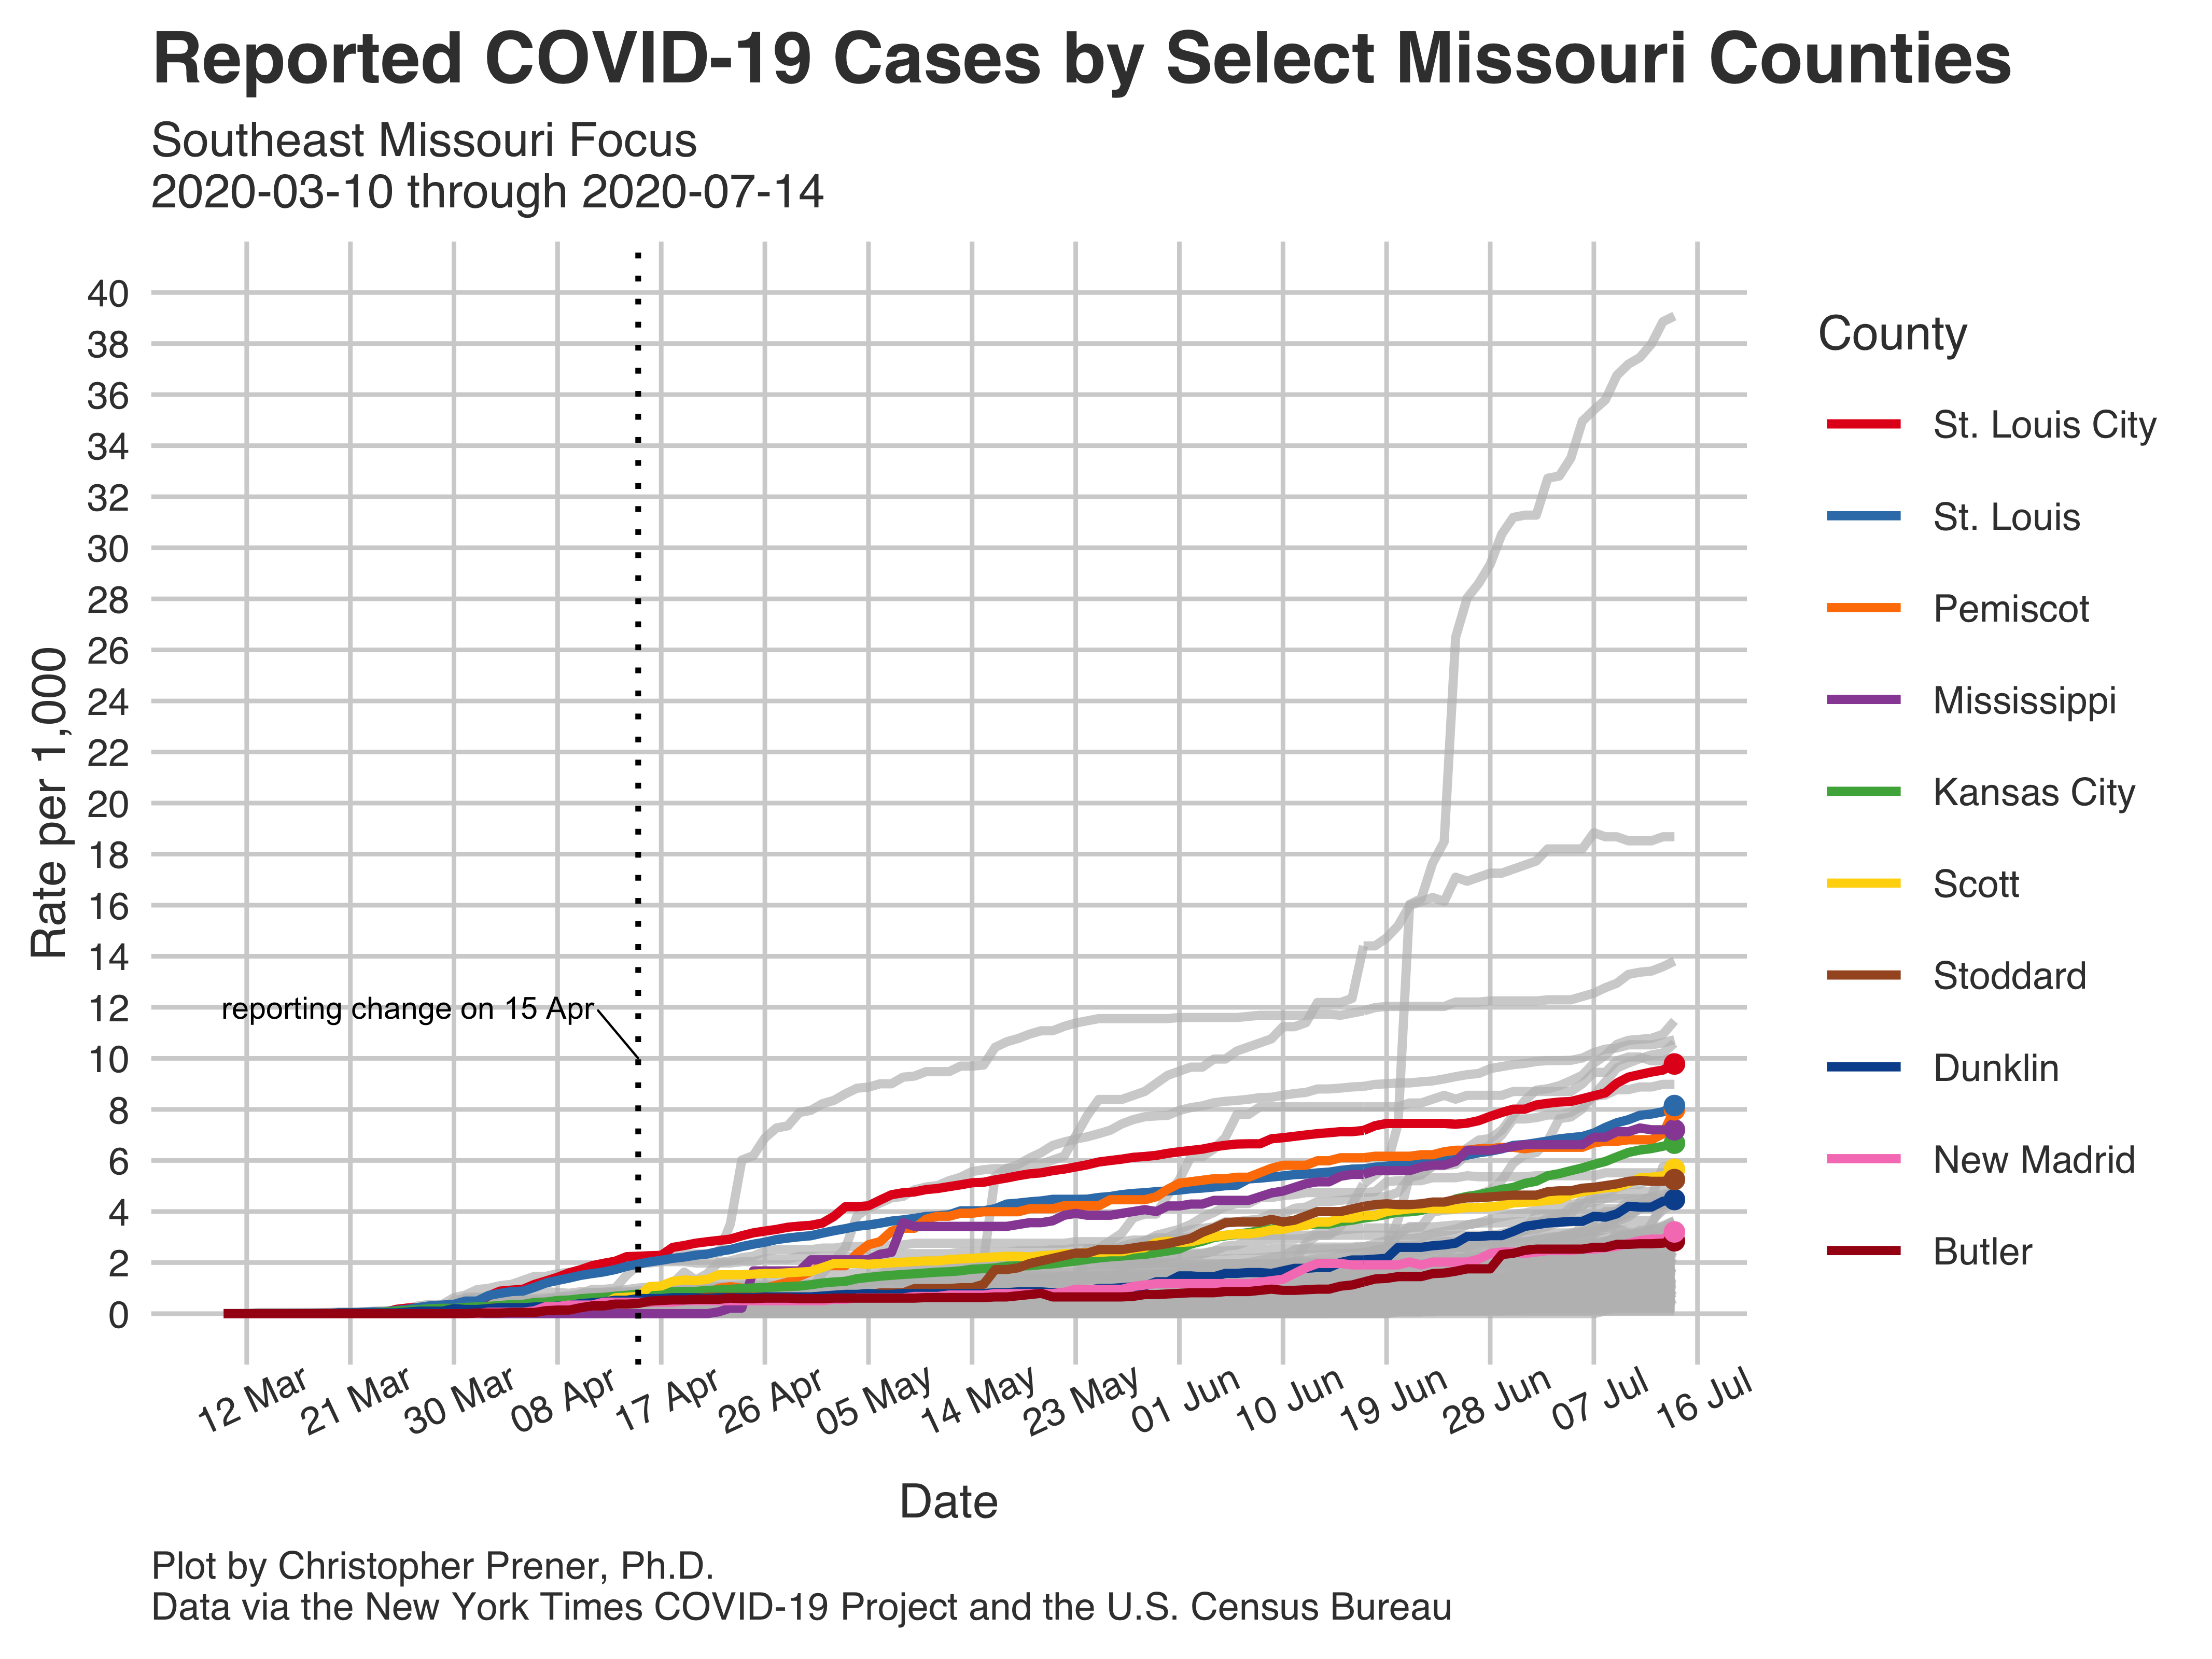 Reported COVID-19 Cases by Select Missouri Counties
Southeast Missouri Focus
2020-03-10 through 2020-07-14
Rate per 1,000
40
38
36
34
32
30
28
26
24
22
20
18
16
14
12
10
8
6
4
2
0
reporting change on 15 Apr
12 Mar
21 Mar
30 Mar
08 Apr
17 Apr
26 Apr
05 May
14 May
23 May
01 Jun
10 Jun
19 Jun
28 Jun
07 Jul
16 Jul
Date
County
St. Louis City
St. Louis
Pemiscot
Mississippi
Kansas City
Scott
Stoddard
Dunklin
New Madrid
Butler
Plot by Christopher Prener, Ph.D.
Data via the New York Times COVID-19 Project and the U.S. Census Bureau